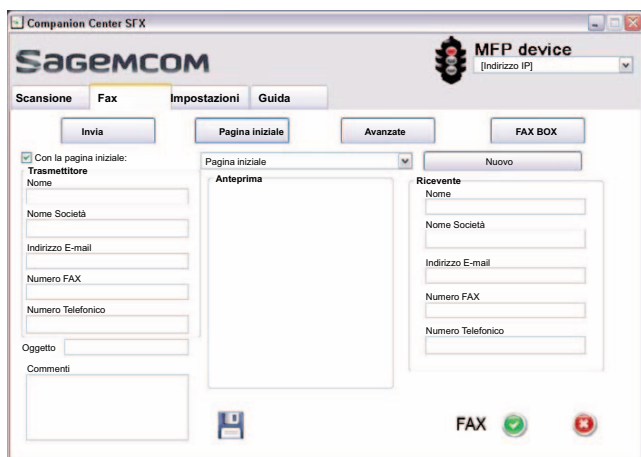 Companion Center SFX
SAGEMCOM
MFP device
[Indirizzo IP]
Scansione Fax Impostazioni Guida
Invia Pagina iniziale Avanzate FAX BOX
Con la pagina iniziale: Pagina iniziale Nuovo
Trasmettitore
Nome
Nome Società
Indirizzo E-mail
Numero FAX
Numero Telefonico
Oggetto
Commenti
Anteprima
Ricevente
Nome
Nome Società
Indirizzo E-mail
Numero FAX
Numero Telefonico
FAX